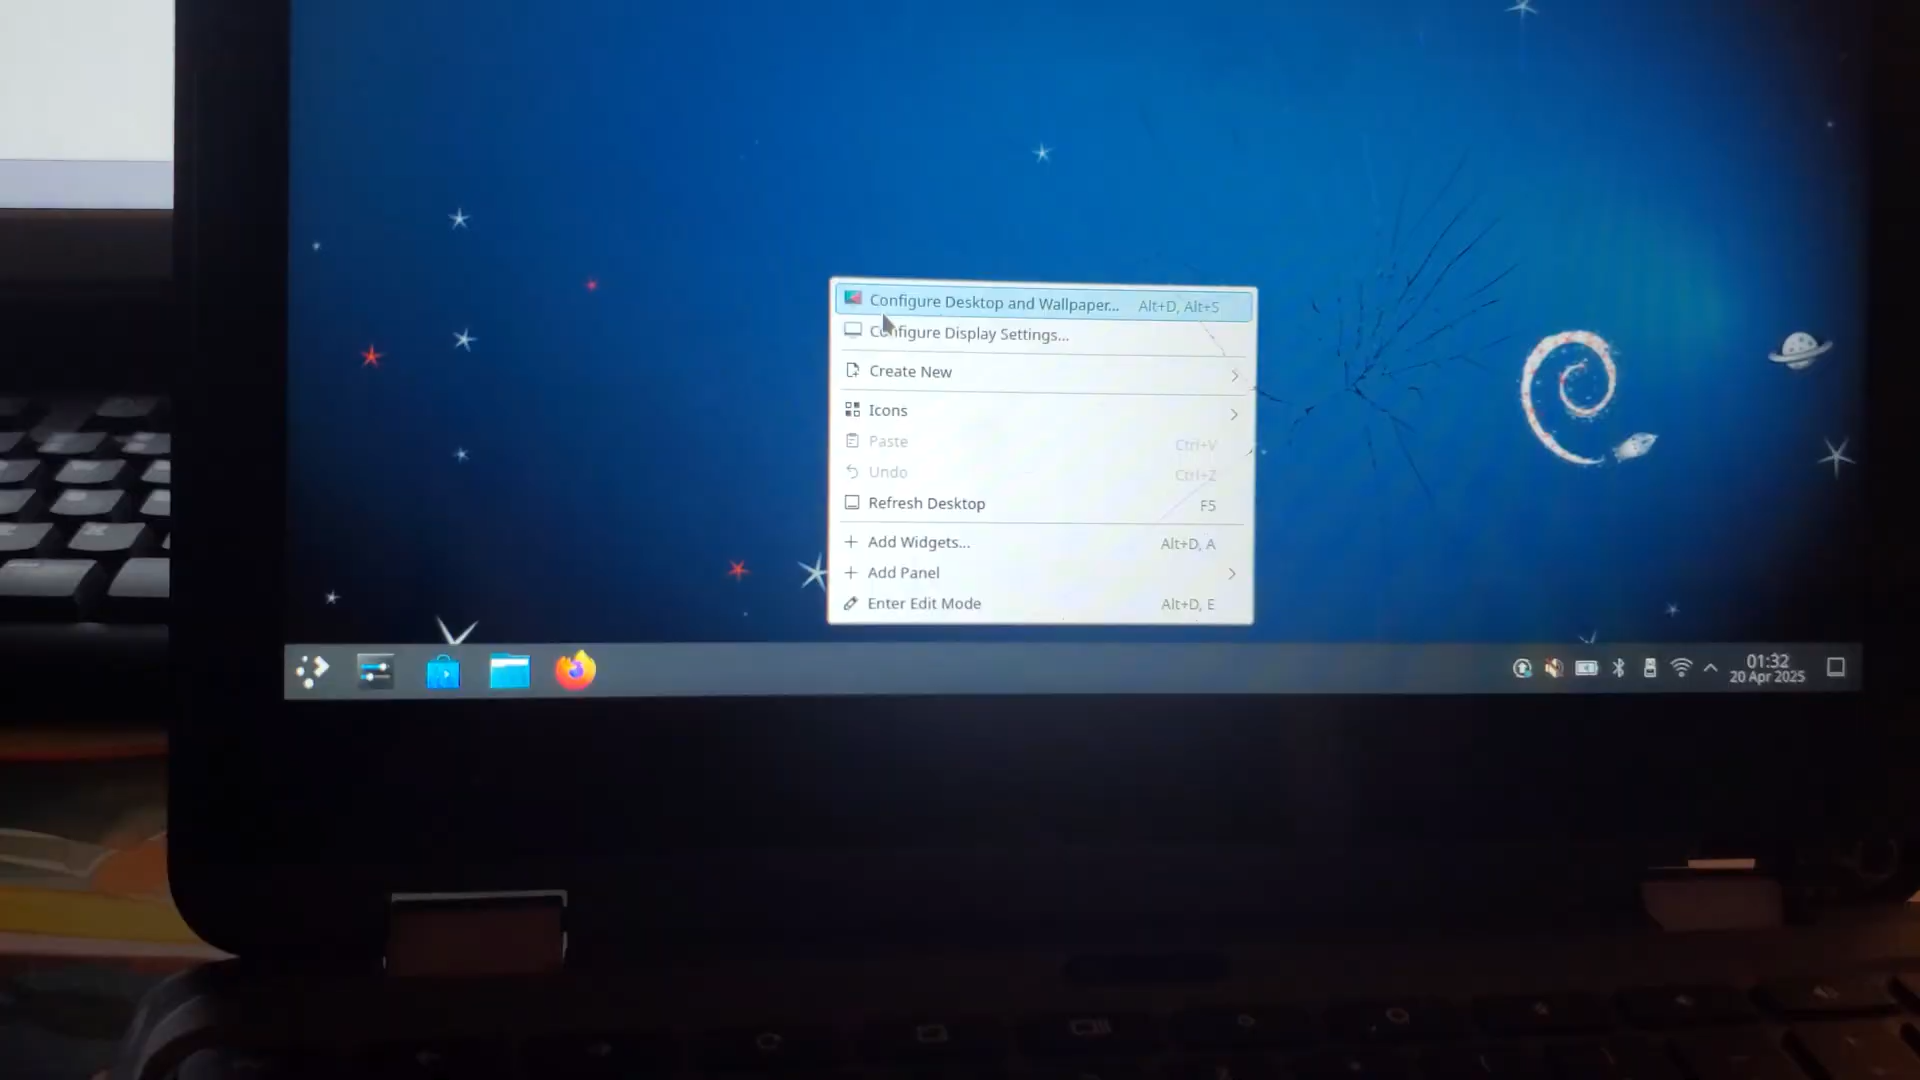 Configure Desktop and Wallpaper... Alt+D, Alt+S
Configure Display Settings...
Create New
Icons
Paste Ctrl+V
Undo Ctrl+Z
Refresh Desktop F5
Add Widgets... Alt+D, A
Add Panel
Enter Edit Mode Alt+D, E
01:32
20 Apr 2025